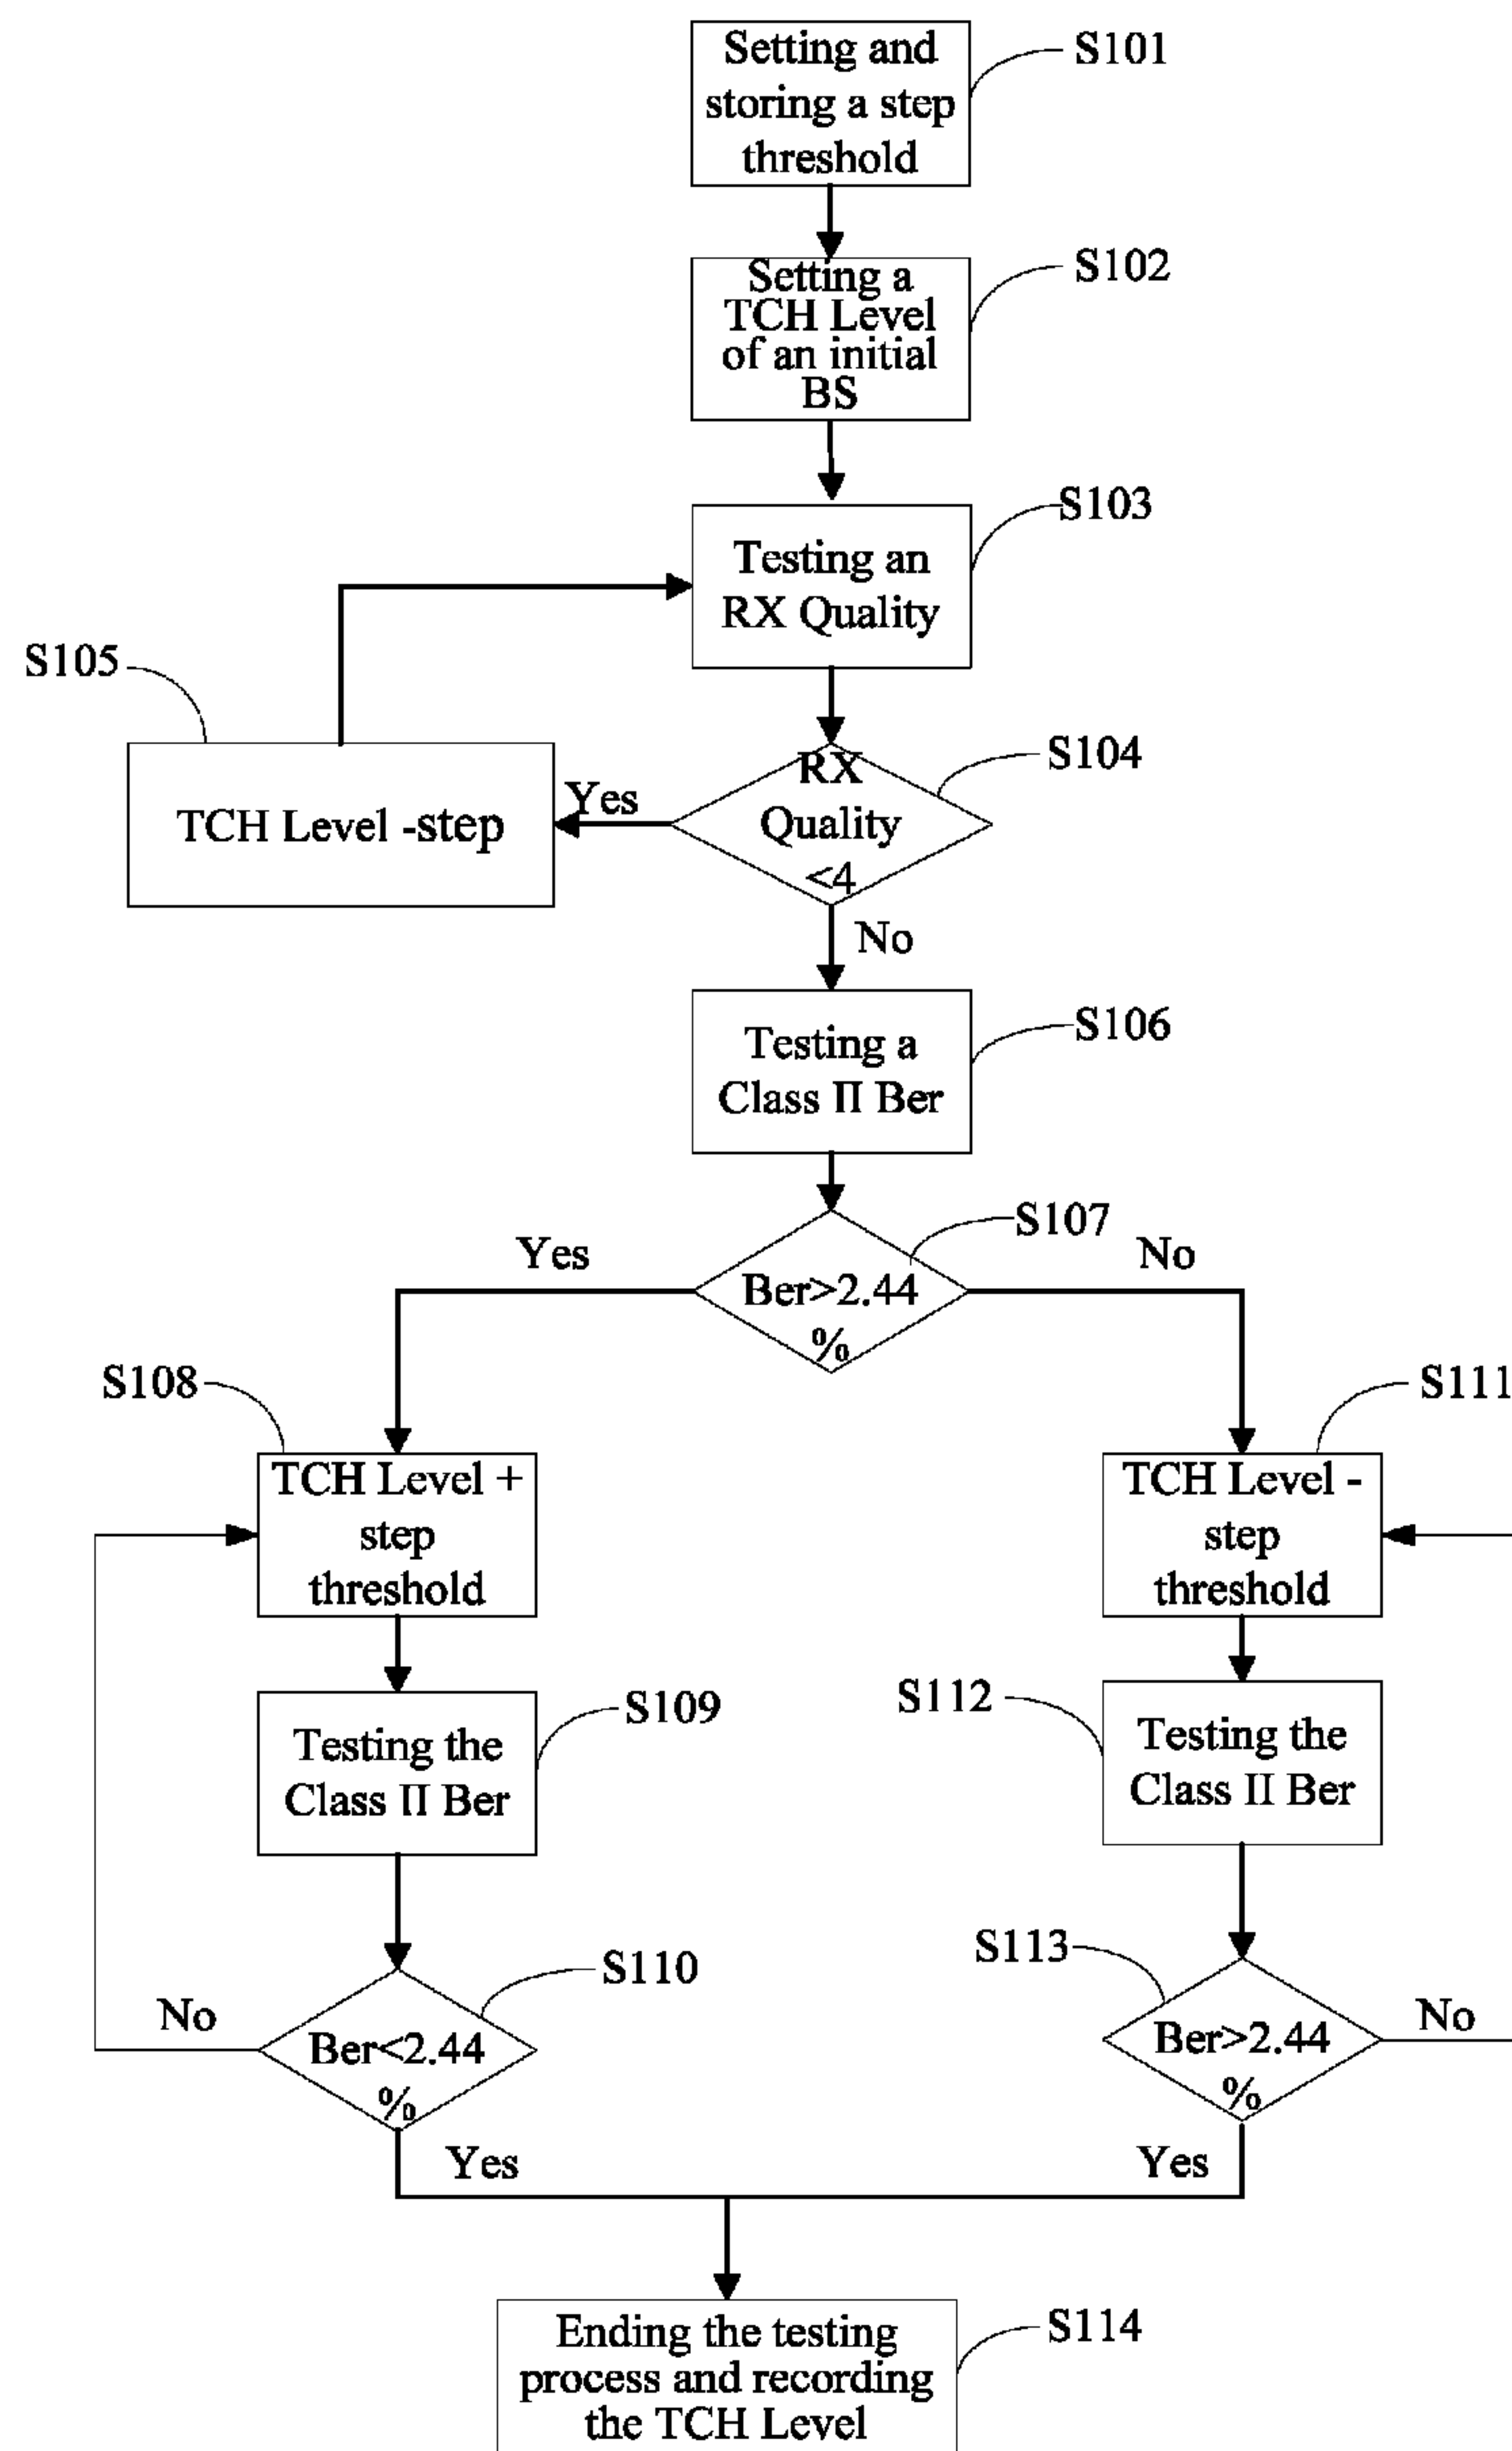 Setting and
storing a step
threshold
S101
Setting a
TCH Level
of an initial
BS
S102
Testing an
RX Quality
S103
S105
TCH Level -step
Yes
RX
Quality
<4
S104
No
Testing a
Class II Ber
S106
Yes
Ber>2.44
%
S107
No
S108
TCH Level +
step
threshold
S111
TCH Level -
step
threshold
Testing the
Class II Ber
S109
S112
Testing the
Class II Ber
No
Ber<2.44
%
S110
S113
Ber>2.44
%
No
Yes
Yes
Ending the testing
process and recording
the TCH Level
S114